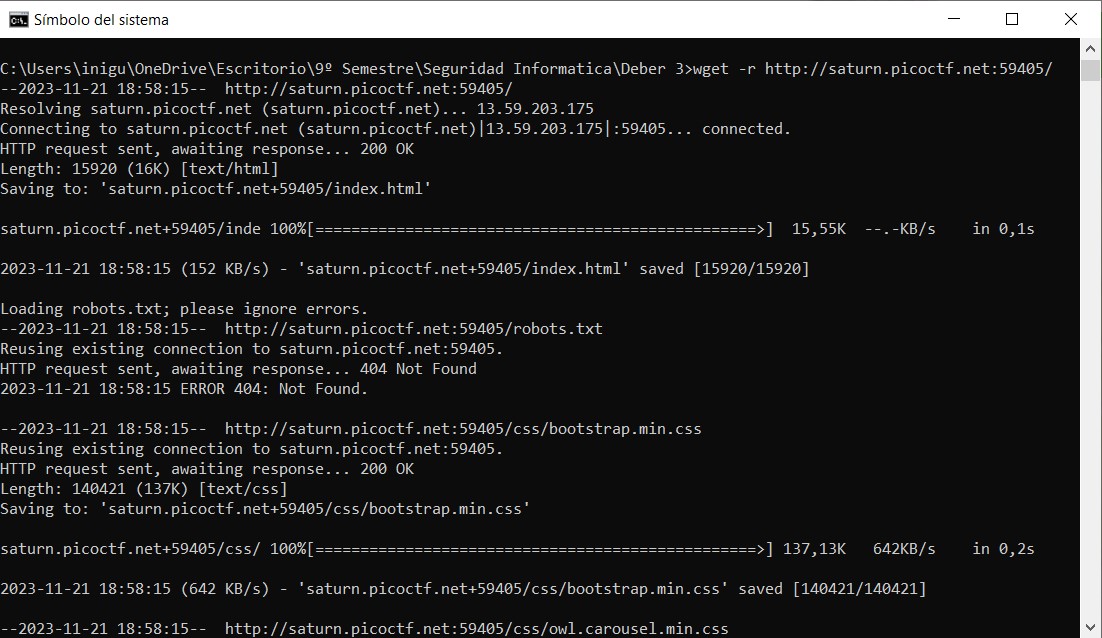 Símbolo del sistema
C:\Users\inigu\OneDrive\Escritorio\9º Semestre\Seguridad Informatica\Deber 3>wget -r http://saturn.picoctf.net:59405/
--2023-11-21 18:58:15--  http://saturn.picoctf.net:59405/
Resolving saturn.picoctf.net (saturn.picoctf.net)... 13.59.203.175
Connecting to saturn.picoctf.net (saturn.picoctf.net)|13.59.203.175|:59405... connected.
HTTP request sent, awaiting response... 200 OK
Length: 15920 (16K) [text/html]
Saving to: 'saturn.picoctf.net+59405/index.html'
saturn.picoctf.net+59405/inde 100%[=================================================>]  15,55K  --.-KB/s    in 0,1s
2023-11-21 18:58:15 (152 KB/s) - 'saturn.picoctf.net+59405/index.html' saved [15920/15920]
Loading robots.txt; please ignore errors.
--2023-11-21 18:58:15--  http://saturn.picoctf.net:59405/robots.txt
Reusing existing connection to saturn.picoctf.net:59405.
HTTP request sent, awaiting response... 404 Not Found
2023-11-21 18:58:15 ERROR 404: Not Found.
--2023-11-21 18:58:15--  http://saturn.picoctf.net:59405/css/bootstrap.min.css
Reusing existing connection to saturn.picoctf.net:59405.
HTTP request sent, awaiting response... 200 OK
Length: 140421 (137K) [text/css]
Saving to: 'saturn.picoctf.net+59405/css/bootstrap.min.css'
saturn.picoctf.net+59405/css/ 100%[=================================================>] 137,13K   642KB/s    in 0,2s
2023-11-21 18:58:15 (642 KB/s) - 'saturn.picoctf.net+59405/css/bootstrap.min.css' saved [140421/140421]
--2023-11-21 18:58:15--  http://saturn.picoctf.net:59405/css/owl.carousel.min.css